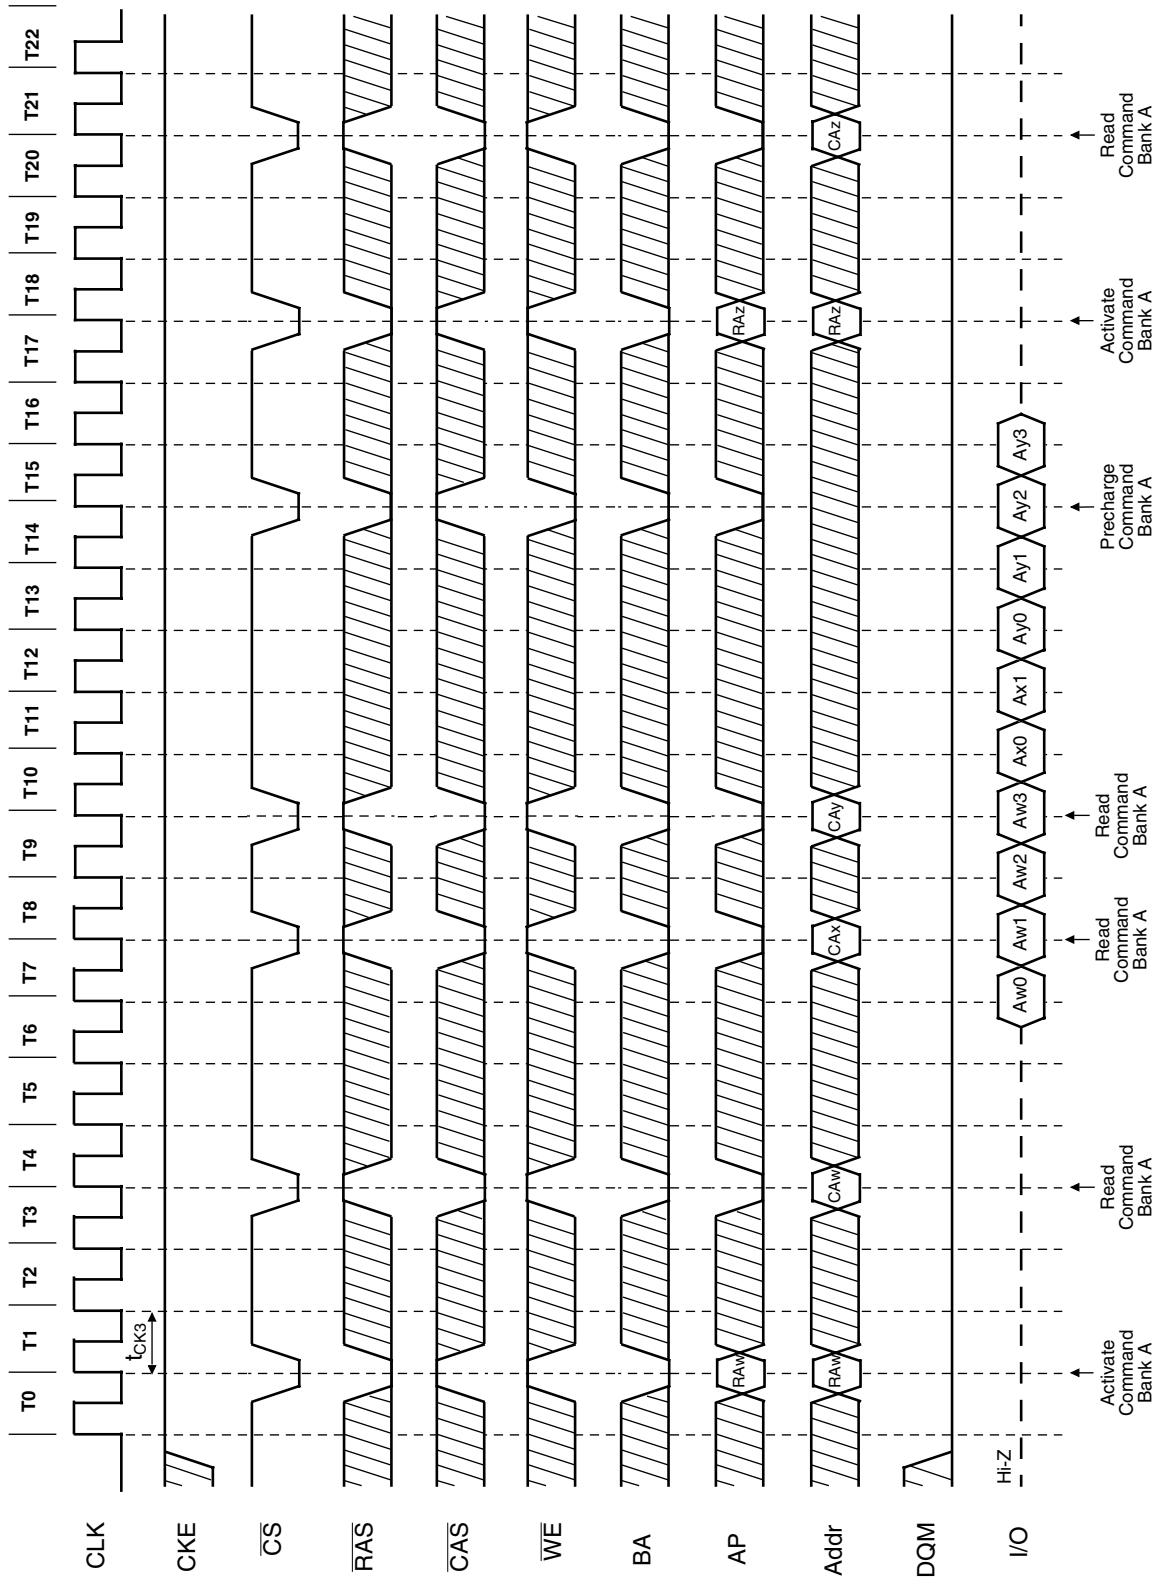 T0 T1 T2 T3 T4 T5 T6 T7 T8 T9 T10 T11 T12 T13 T14 T15 T16 T17 T18 T19 T20 T21 T22
CLK
tCK3
CKE
CS
RAS
CAS
WE
BA
AP
RAw
RAz
Addr
RAw
CAw
CAx
CAy
RAz
CAz
DQM
I/O
Hi-Z
Aw0
Aw1
Aw2
Aw3
Ax0
Ax1
Ay0
Ay1
Ay2
Ay3
Activate
Command
Bank A
Read
Command
Bank A
Read
Command
Bank A
Read
Command
Bank A
Precharge
Command
Bank A
Activate
Command
Bank A
Read
Command
Bank A